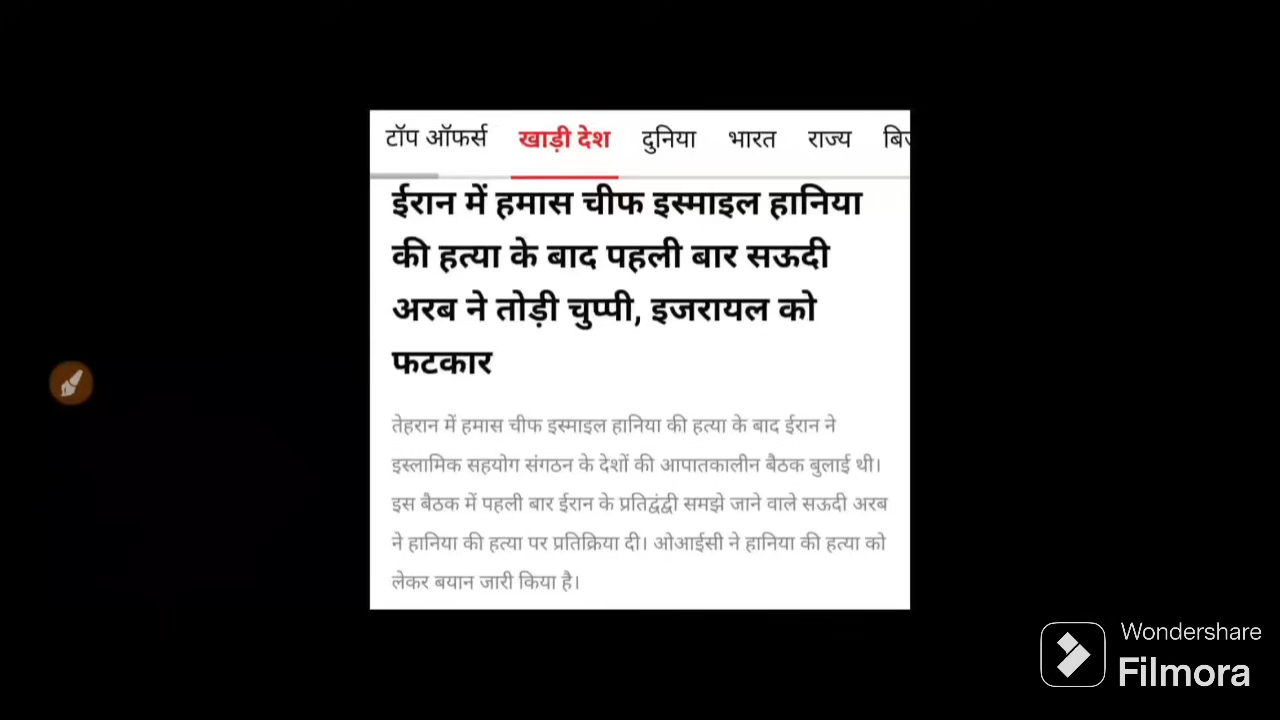 टॉप ऑफर्स खाड़ी देश दुनिया भारत राज्य
ईरान में हमास चीफ इस्माइल हानिया
की हत्या के बाद पहली बार सऊदी
अरब ने तोड़ी चुप्पी, इजरायल को
फटकार
तेहरान में हमास चीफ इस्माइल हानिया की हत्या के बाद ईरान ने
इस्लामिक सहयोग संगठन के देशों की आपातकालीन बैठक बुलाई थी।
इस बैठक में पहली बार ईरान के प्रतिद्वंद्वी समझे जाने वाले सऊदी अरब
ने हानिया की हत्या पर प्रतिक्रिया दी। ओआईसी ने हानिया की हत्या को
लेकर बयान जारी किया है।
Wondershare
Filmora